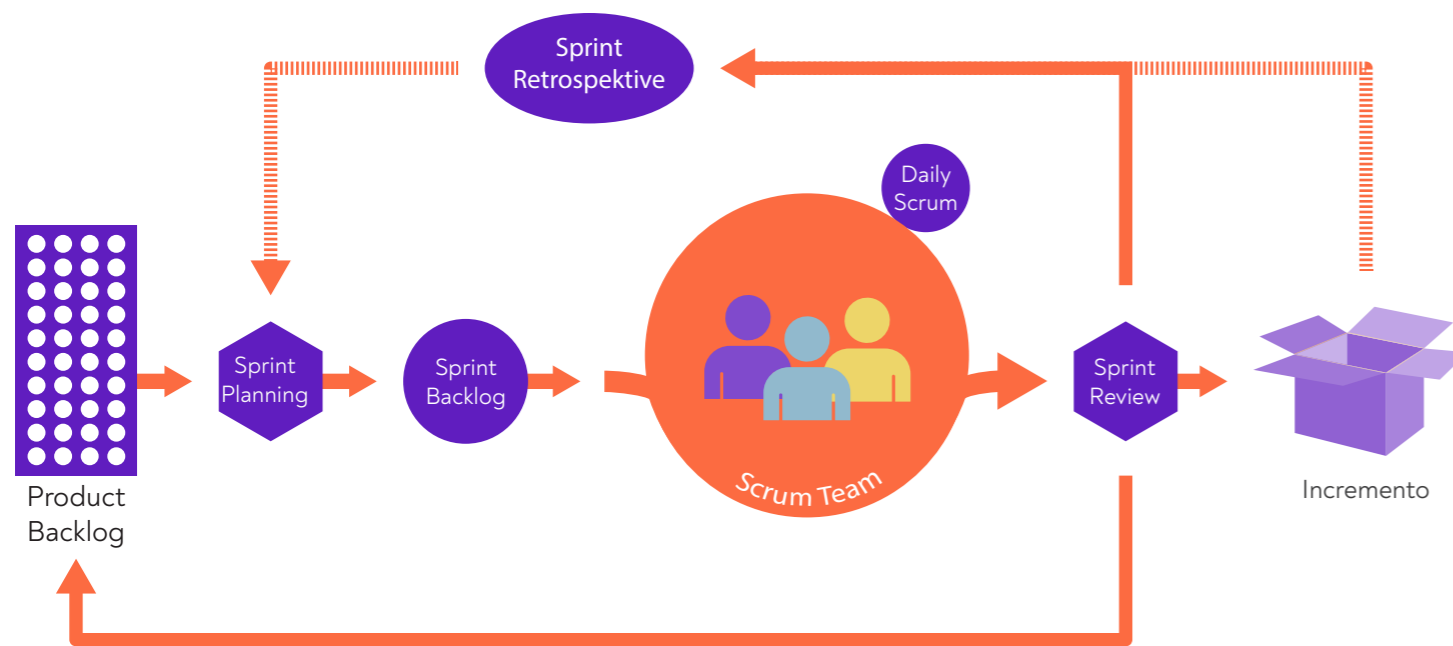 Sprint
Retrospektive
Daily
Scrum
Sprint
Planning
Sprint
Backlog
Scrum Team
Sprint
Review
Product
Backlog
Incremento